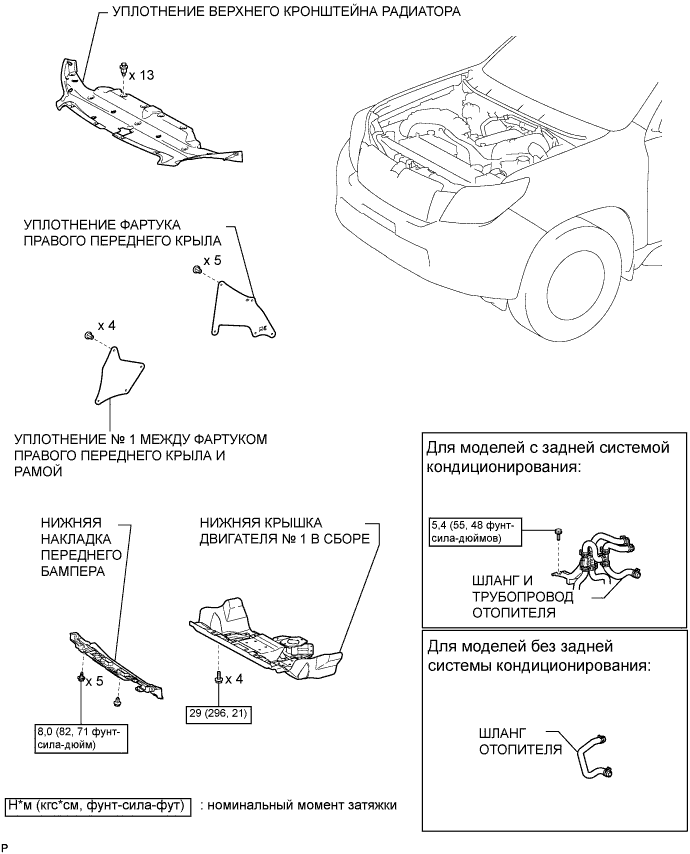 УПЛОТНЕНИЕ ВЕРХНЕГО КРОНШТЕЙНА РАДИАТОРА
x 13
УПЛОТНЕНИЕ ФАРТУКА
ПРАВОГО ПЕРЕДНЕГО КРЫЛА
x 5
x 4
УПЛОТНЕНИЕ № 1 МЕЖДУ ФАРТУКОМ
ПРАВОГО ПЕРЕДНЕГО КРЫЛА И
РАМОЙ
Для моделей с задней системой
кондиционирования:
5,4 (55, 48 фунт-
сила-дюймов)
ШЛАНГ И
ТРУБОПРОВОД
ОТОПИТЕЛЯ
НИЖНЯЯ
НАКЛАДКА
ПЕРЕДНЕГО
БАМПЕРА
НИЖНЯЯ КРЫШКА
ДВИГАТЕЛЯ № 1 В СБОРЕ
x 5
8,0 (82, 71 фунт-
сила-дюйм)
x 4
29 (296, 21)
Для моделей без задней
системы кондиционирования:
ШЛАНГ
ОТОПИТЕЛЯ
Н*м (кгс*см, фунт-сила-фут) : номинальный момент затяжки
P